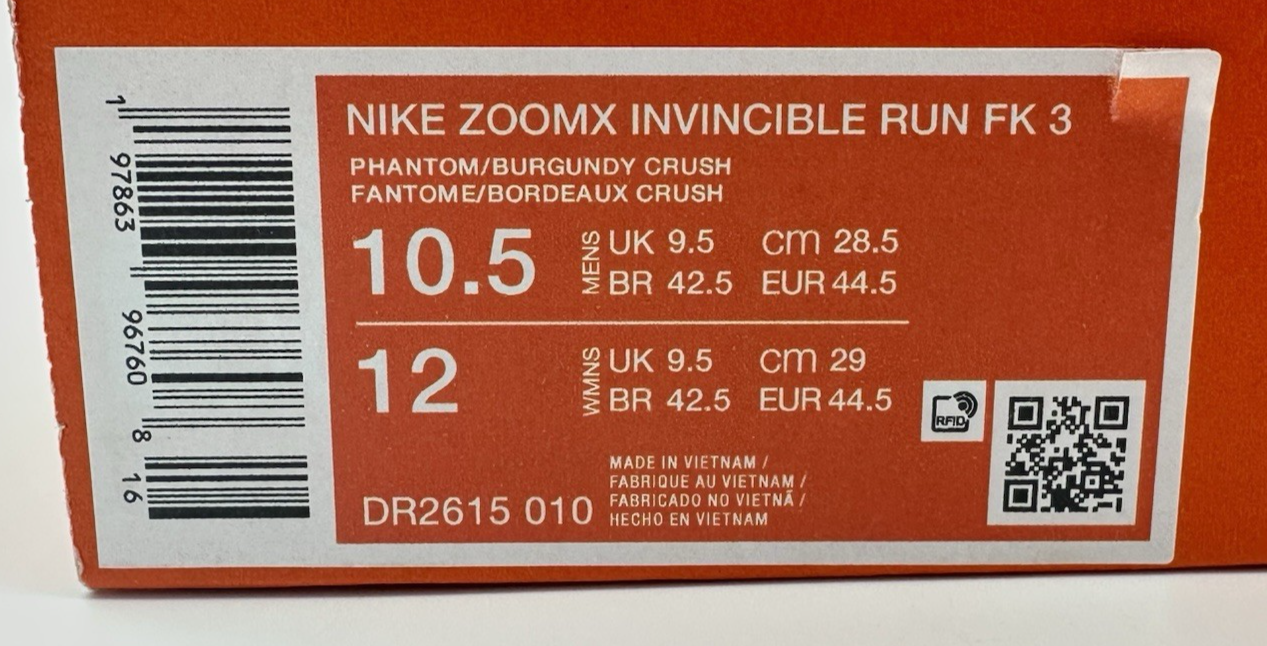 1 97863 96760 8 16
NIKE ZOOMX INVINCIBLE RUN FK 3
PHANTOM/BURGUNDY CRUSH
FANTOME/BORDEAUX CRUSH
10.5 MENS UK 9.5 cm 28.5
BR 42.5 EUR 44.5
12 WMNS UK 9.5 cm 29
BR 42.5 EUR 44.5
RFID
DR2615 010
MADE IN VIETNAM /
FABRIQUE AU VIETNAM /
FABRICADO NO VIETNÃ /
HECHO EN VIETNAM